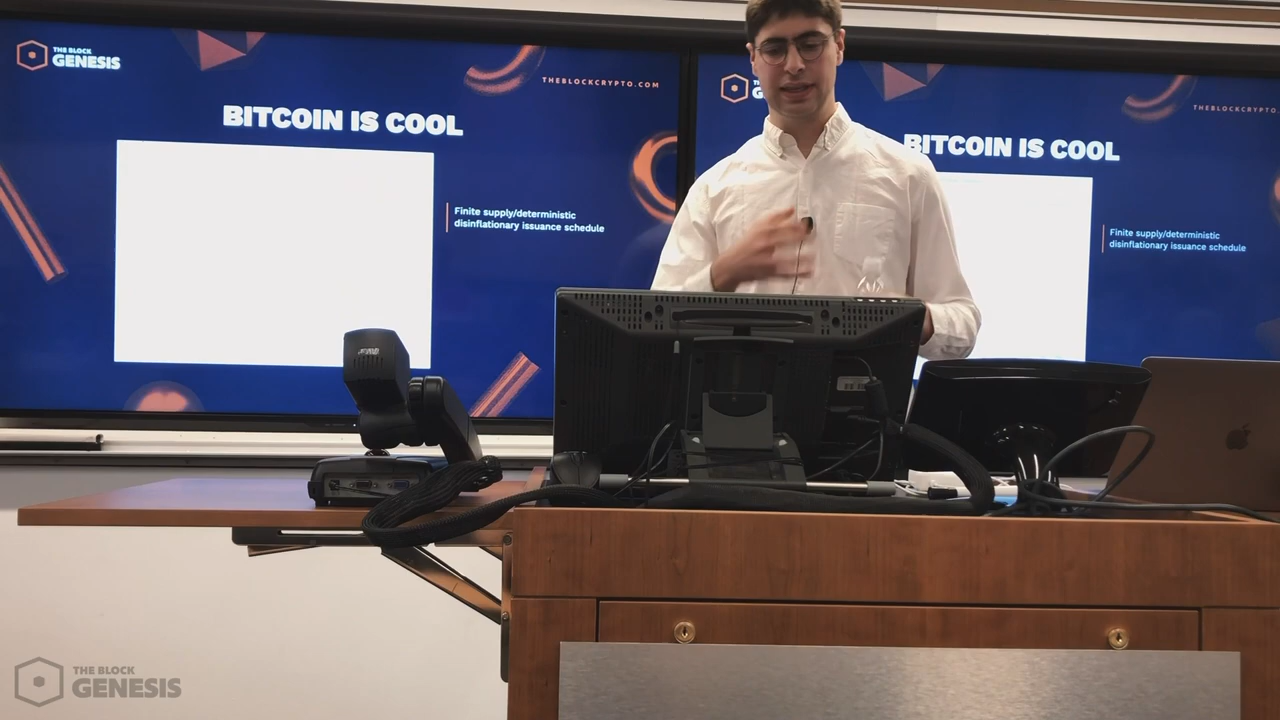 THE BLOCK
GENESIS
THEBLOCKCRYPTO.COM
BITCOIN IS COOL
Finite supply/deterministic
disinflationary issuance schedule
THEBLOCKCRYPTO.
BITCOIN IS COOL
Finite supply/deterministic
disinflationary issuance schedule
THE BLOCK
GENESIS